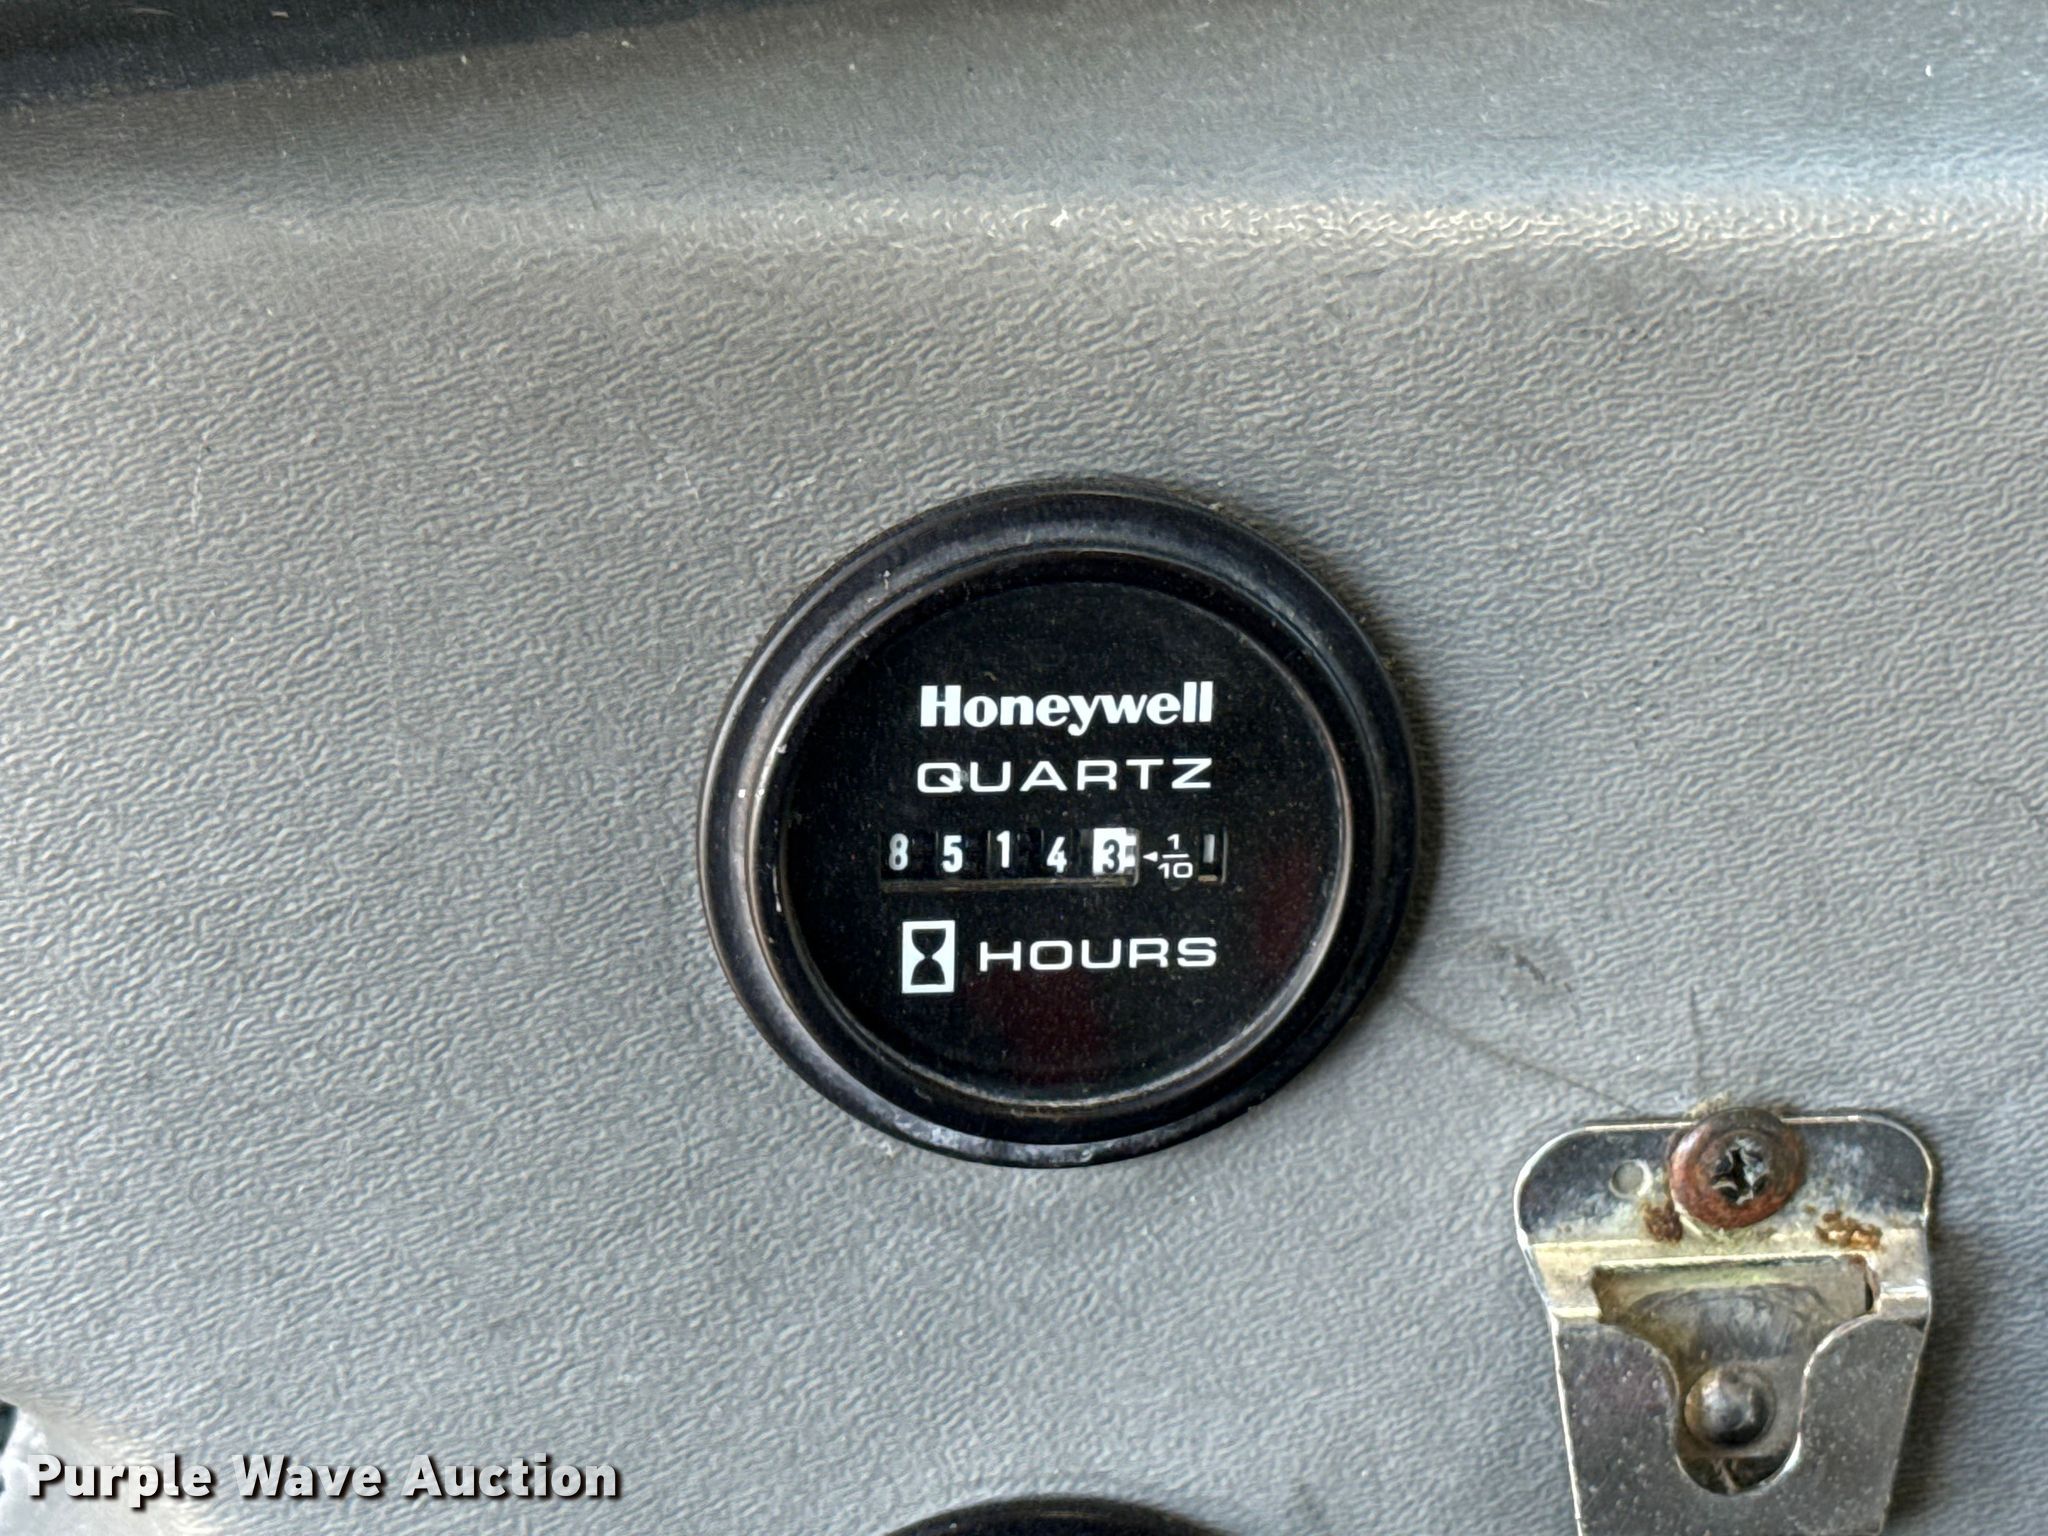 Honeywell
QUARTZ
8 5 1 4 3 1/10
HOURS
Purple Wave Auction